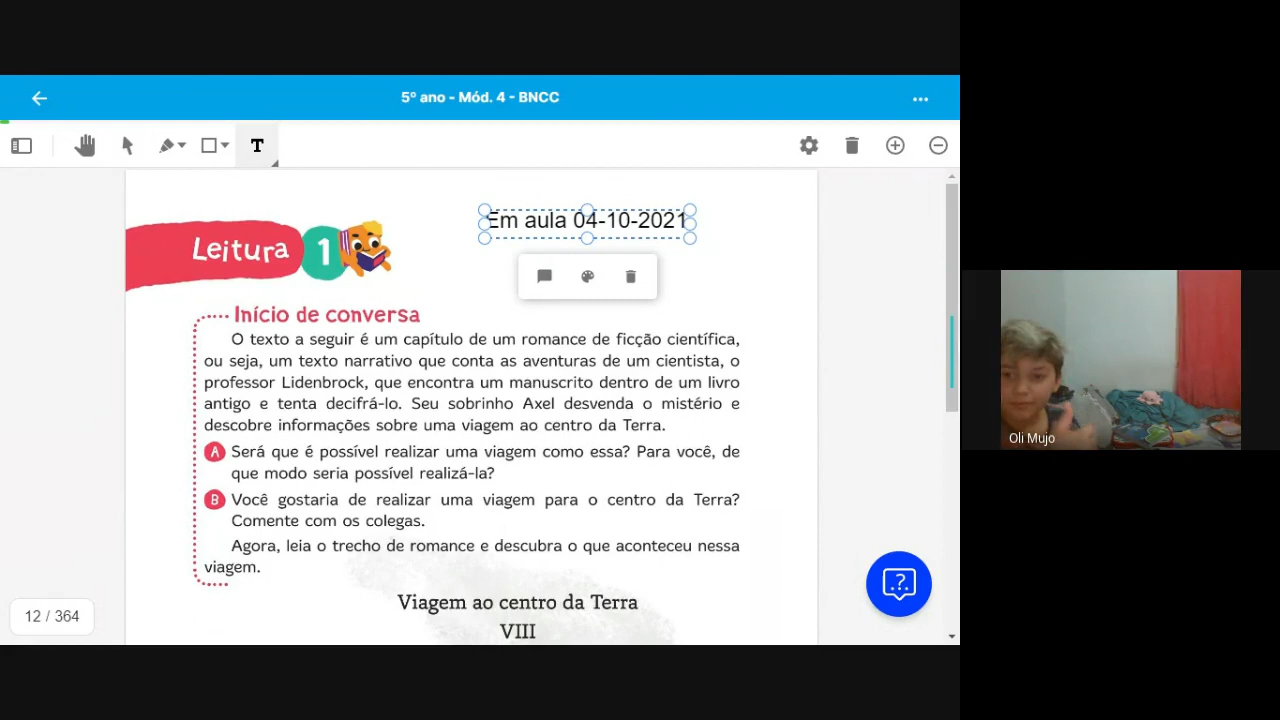 5º ano - Mód. 4 - BNCC
T
Em aula 04-10-2021
Leitura 1
Início de conversa
O texto a seguir é um capítulo de um romance de ficção científica,
ou seja, um texto narrativo que conta as aventuras de um cientista, o
professor Lidenbrock, que encontra um manuscrito dentro de um livro
antigo e tenta decifrá-lo. Seu sobrinho Axel desvenda o mistério e
descobre informações sobre uma viagem ao centro da Terra.
A Será que é possível realizar uma viagem como essa? Para você, de
que modo seria possível realizá-la?
B Você gostaria de realizar uma viagem para o centro da Terra?
Comente com os colegas.
Agora, leia o trecho de romance e descubra o que aconteceu nessa
viagem.
Viagem ao centro da Terra
VIII
12 / 364
?
Oli Mujo